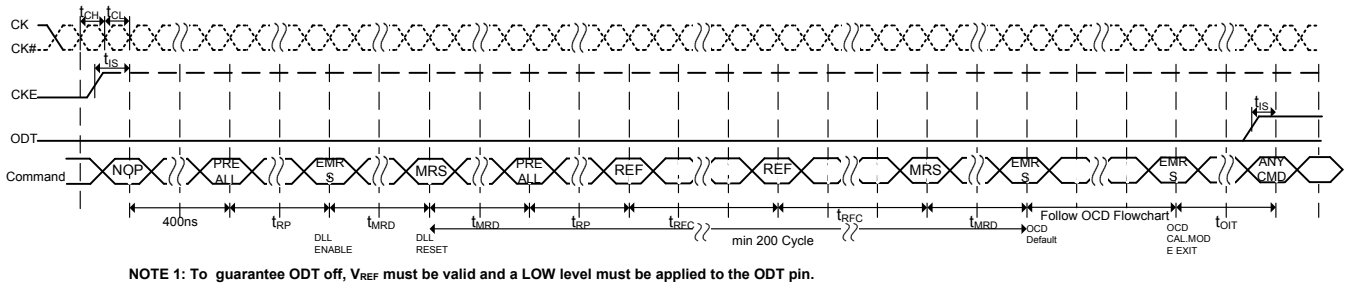 tCH tCL
CK
CK#
tIS
CKE
tIS
ODT
Command
NOP
PRE ALL
EMR S
MRS
PRE ALL
REF
REF
MRS
EMR S
EMR S
ANY CMD
400ns
tRP
tMRD
tMRD
tRP
tRFC
tRFC
tMRD
Follow OCD Flowchart
tOIT
DLL
ENABLE
DLL
RESET
min 200 Cycle
OCD
Default
OCD
CAL.MOD
E EXIT
NOTE 1: To guarantee ODT off, VREF must be valid and a LOW level must be applied to the ODT pin.